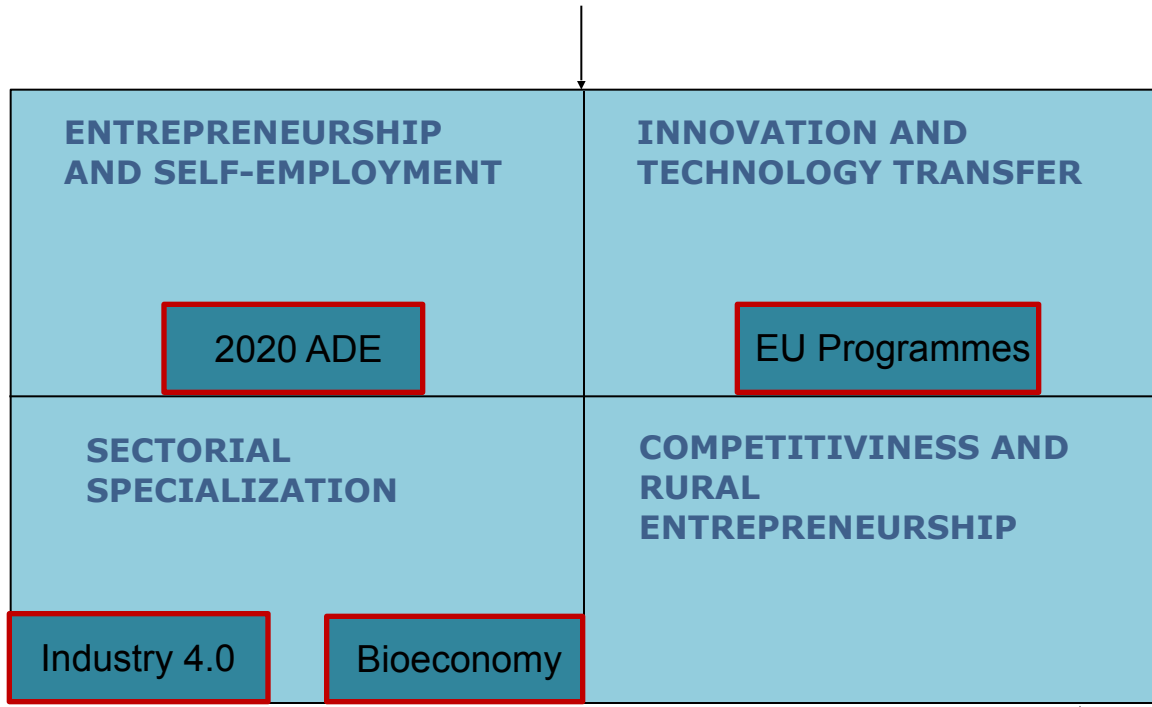 ENTREPRENEURSHIP
AND SELF-EMPLOYMENT
2020 ADE
INNOVATION AND
TECHNOLOGY TRANSFER
EU Programmes
SECTORIAL
SPECIALIZATION
Industry 4.0
Bioeconomy
COMPETITIVINESS AND
RURAL
ENTREPRENEURSHIP